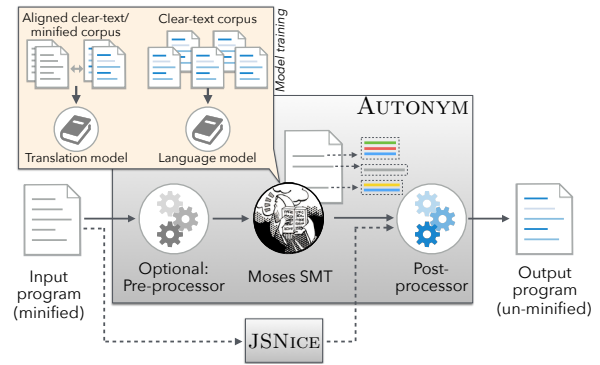 Aligned clear-text/
minified corpus
Clear-text corpus
Model training
Translation model
Language model
AUTONYM
Input
program
(minified)
Optional:
Pre-processor
Moses SMT
Post-
processor
Output
program
(un-minified)
JSNICE